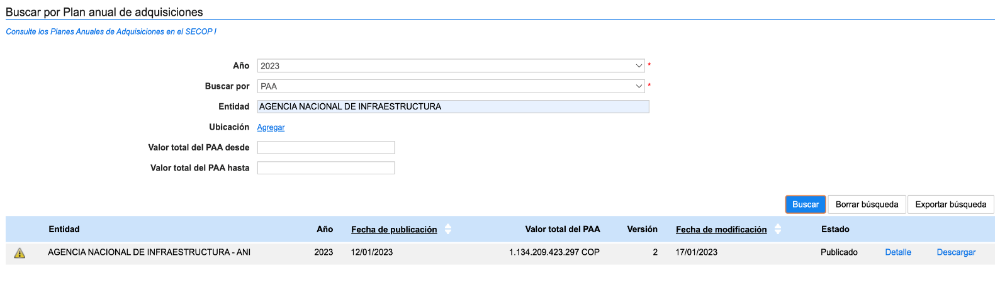 Buscar por Plan anual de adquisiciones
Consulte los Planes Anuales de Adquisiciones en el SECOP I
Año 2023 *
Buscar por PAA *
Entidad AGENCIA NACIONAL DE INFRAESTRUCTURA
Ubicación Agregar
Valor total del PAA desde
Valor total del PAA hasta
Buscar Borrar búsqueda Exportar búsqueda
Entidad Año Fecha de publicación Valor total del PAA Versión Fecha de modificación Estado
AGENCIA NACIONAL DE INFRAESTRUCTURA - ANI 2023 12/01/2023 1.134.209.423.297 COP 2 17/01/2023 Publicado Detalle Descargar